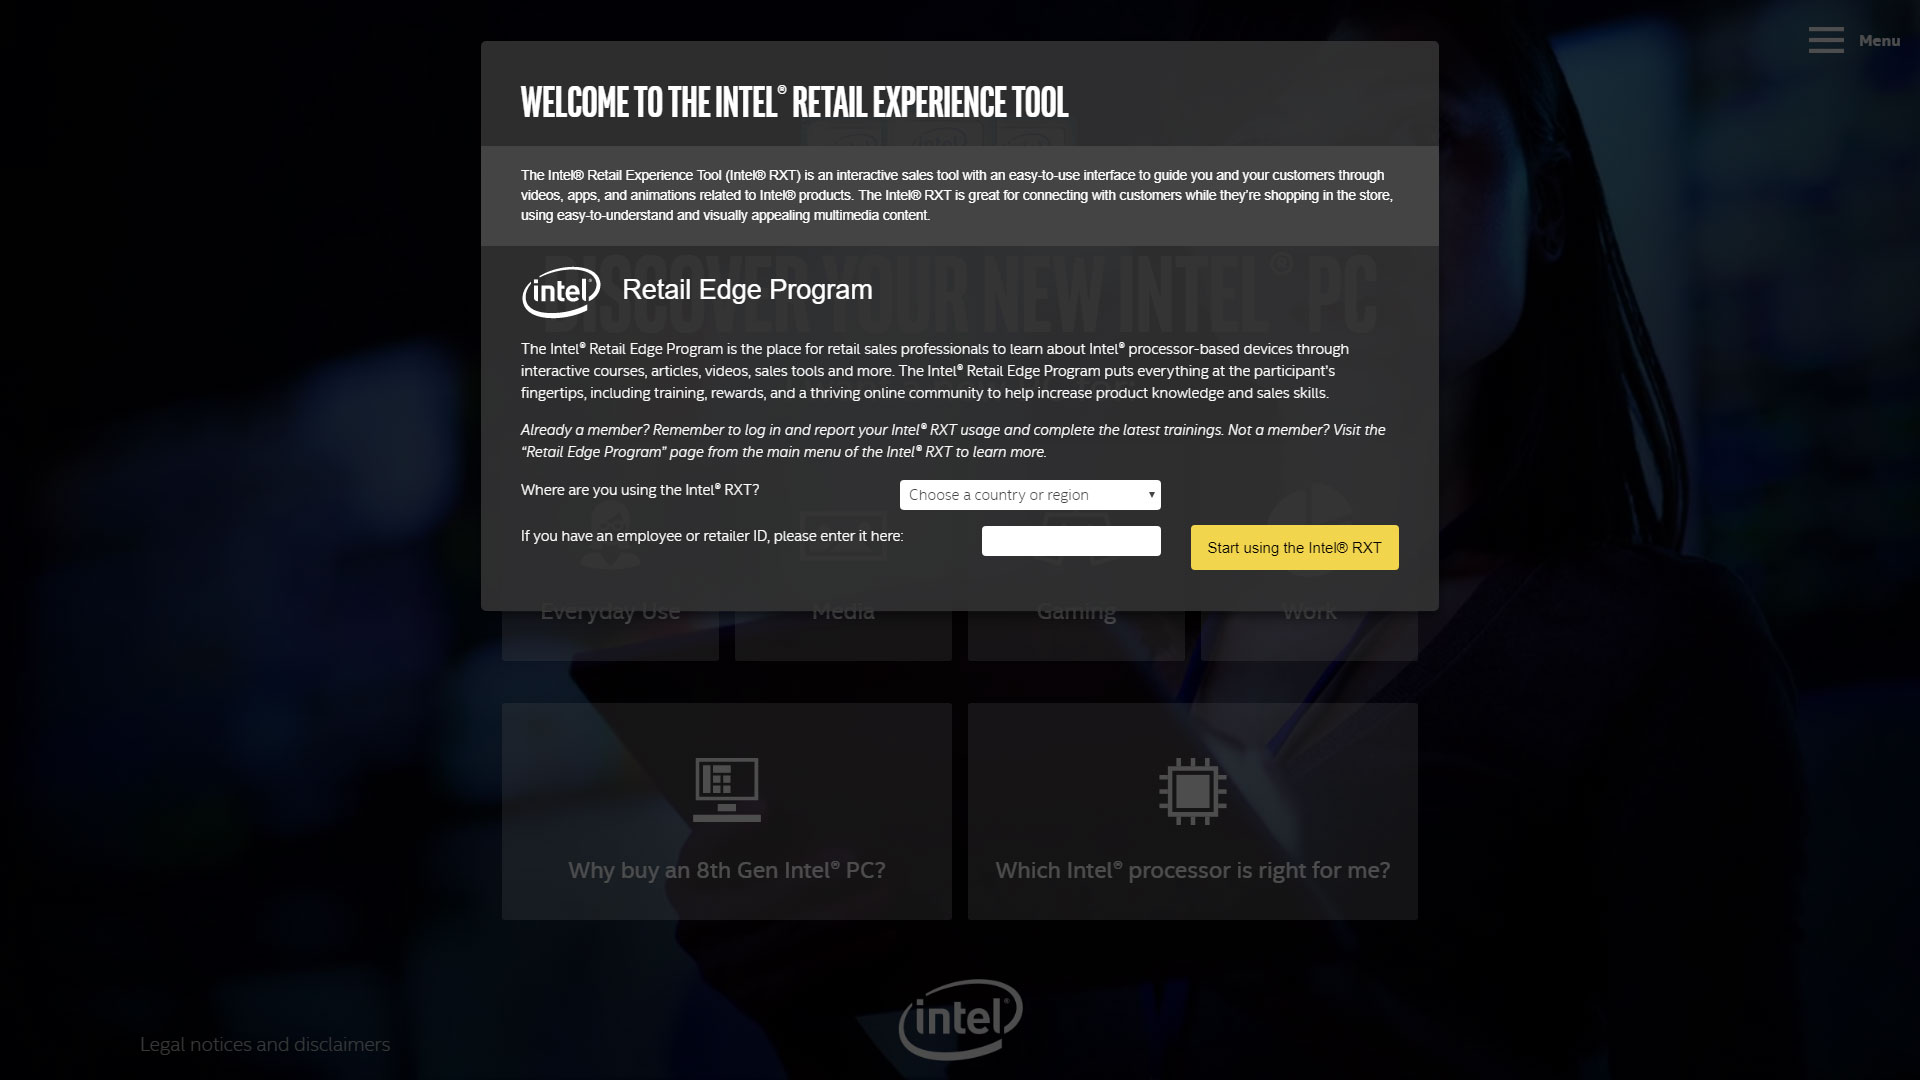 Menu
WELCOME TO THE INTEL® RETAIL EXPERIENCE TOOL
The Intel® Retail Experience Tool (Intel® RXT) is an interactive sales tool with an easy-to-use interface to guide you and your customers through
videos, apps, and animations related to Intel® products. The Intel® RXT is great for connecting with customers while they're shopping in the store,
using easy-to-understand and visually appealing multimedia content.
DISCOVER YOUR NEW INTEL® PC
intel Retail Edge Program
The Intel® Retail Edge Program is the place for retail sales professionals to learn about Intel® processor-based devices through
interactive courses, articles, videos, sales tools and more. The Intel® Retail Edge Program puts everything at the participant's
fingertips, including training, rewards, and a thriving online community to help increase product knowledge and sales skills.
Already a member? Remember to log in and report your Intel® RXT usage and complete the latest trainings. Not a member? Visit the
“Retail Edge Program” page from the main menu of the Intel® RXT to learn more.
Where are you using the Intel® RXT?
Choose a country or region
If you have an employee or retailer ID, please enter it here:
Start using the Intel® RXT
Everyday Use
Media
Gaming
Work
Why buy an 8th Gen Intel® PC?
Which Intel® processor is right for me?
intel
Legal notices and disclaimers